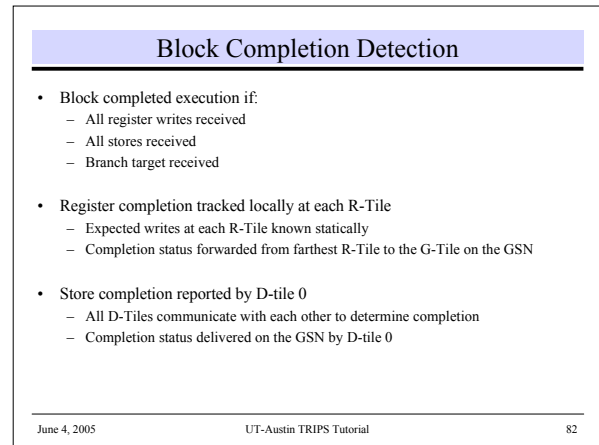 Block Completion Detection
• Block completed execution if:
– All register writes received
– All stores received
– Branch target received
• Register completion tracked locally at each R-Tile
– Expected writes at each R-Tile known statically
– Completion status forwarded from farthest R-Tile to the G-Tile on the GSN
• Store completion reported by D-tile 0
– All D-Tiles communicate with each other to determine completion
– Completion status delivered on the GSN by D-tile 0
June 4, 2005 UT-Austin TRIPS Tutorial 82